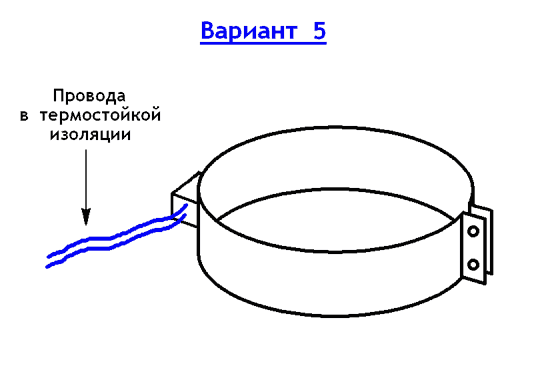 Вариант 5
Провода
в термостойкой
изоляции